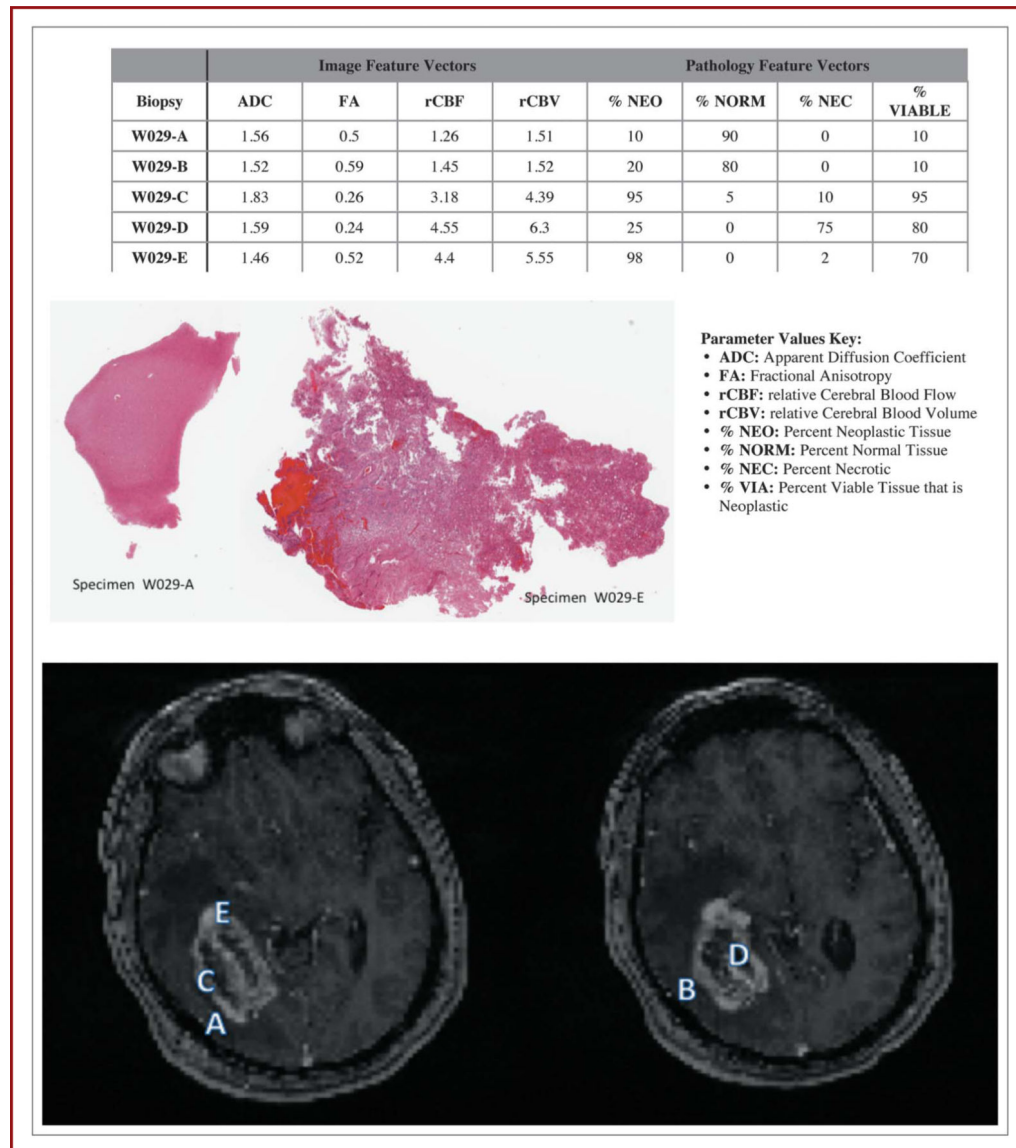 Image Feature Vectors Pathology Feature Vectors
Biopsy ADC FA rCBF rCBV % NEO % NORM % NEC % VIABLE
W029-A 1.56 0.5 1.26 1.51 10 90 0 10
W029-B 1.52 0.59 1.45 1.52 20 80 0 10
W029-C 1.83 0.26 3.18 4.39 95 5 10 95
W029-D 1.59 0.24 4.55 6.3 25 0 75 80
W029-E 1.46 0.52 4.4 5.55 98 0 2 70
Parameter Values Key:
• ADC: Apparent Diffusion Coefficient
• FA: Fractional Anisotropy
• rCBF: relative Cerebral Blood Flow
• rCBV: relative Cerebral Blood Volume
• % NEO: Percent Neoplastic Tissue
• % NORM: Percent Normal Tissue
• % NEC: Percent Necrotic
• % VIA: Percent Viable Tissue that is
Neoplastic
Specimen W029-A
Specimen W029-E
E
C
A
D
B